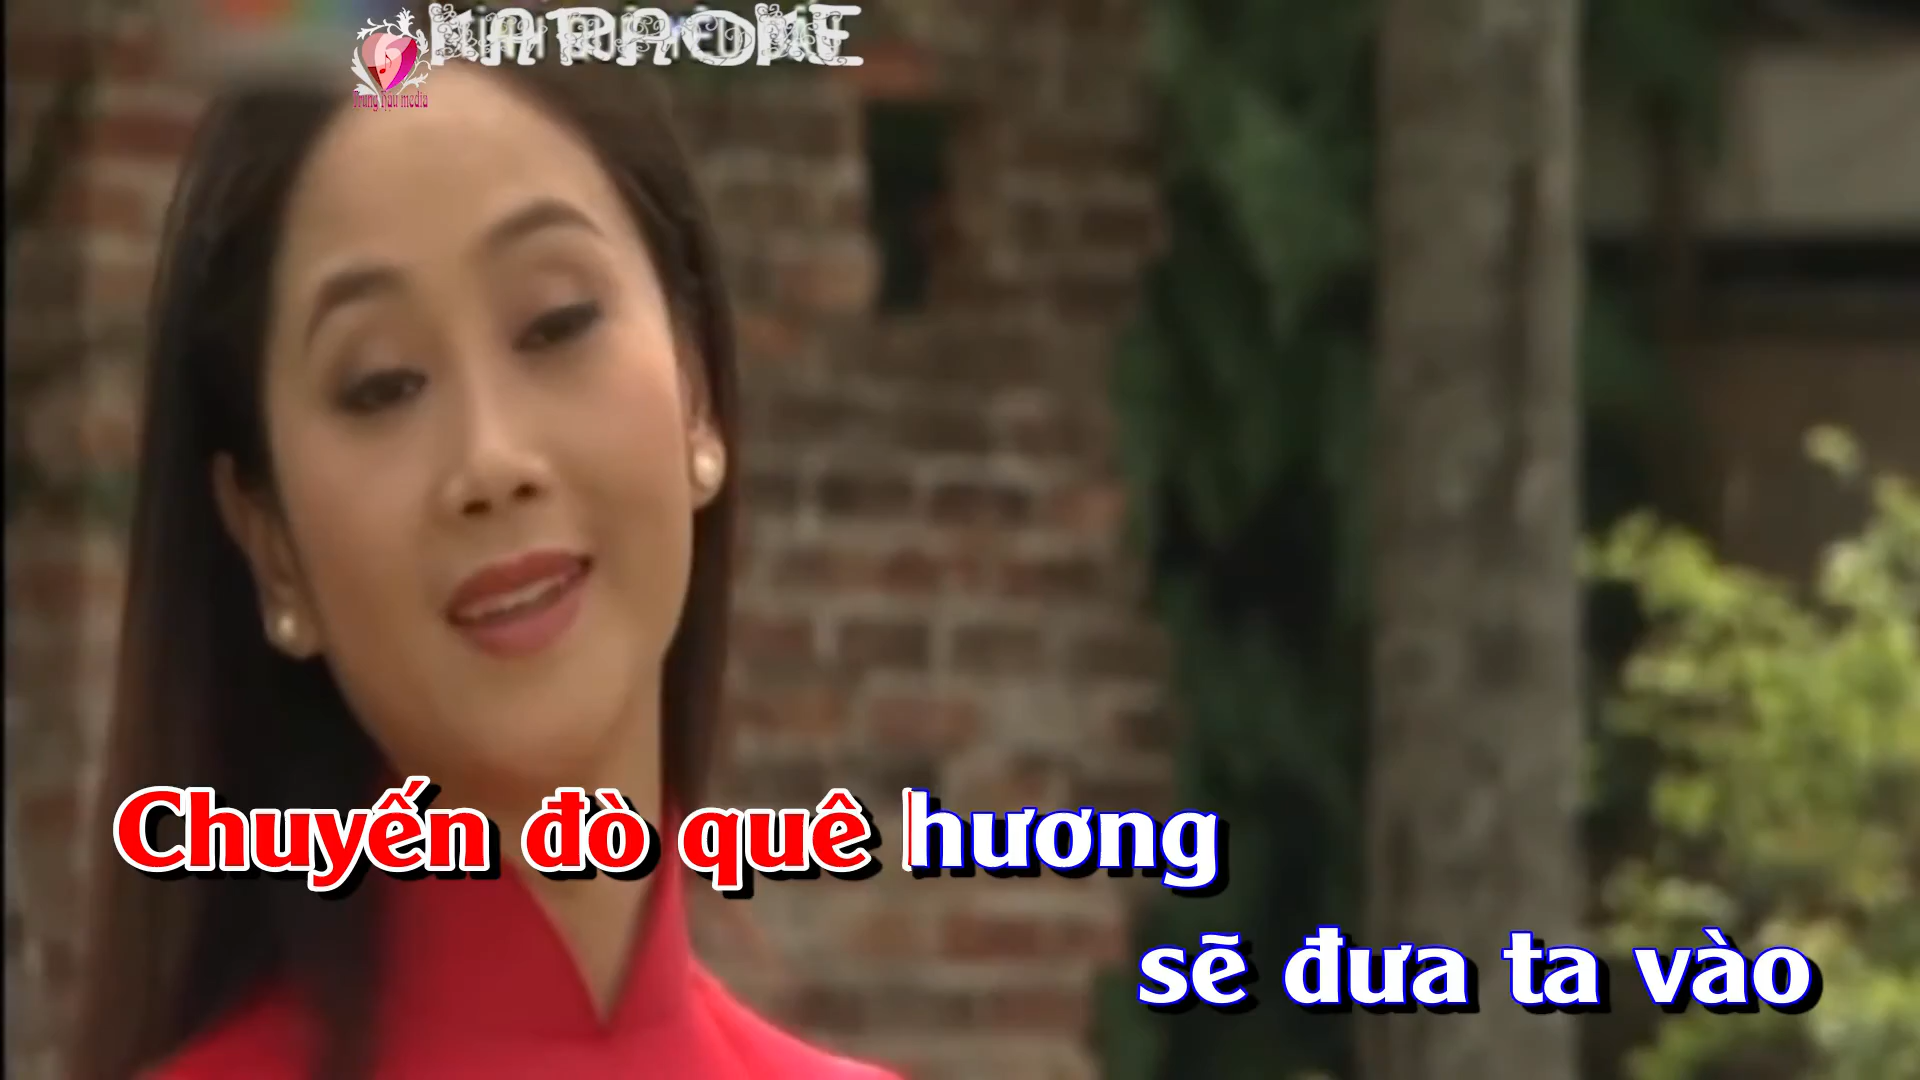 KARAOKE
Trung Hậu media
Chuyến đò quê hương
sẽ đưa ta vào